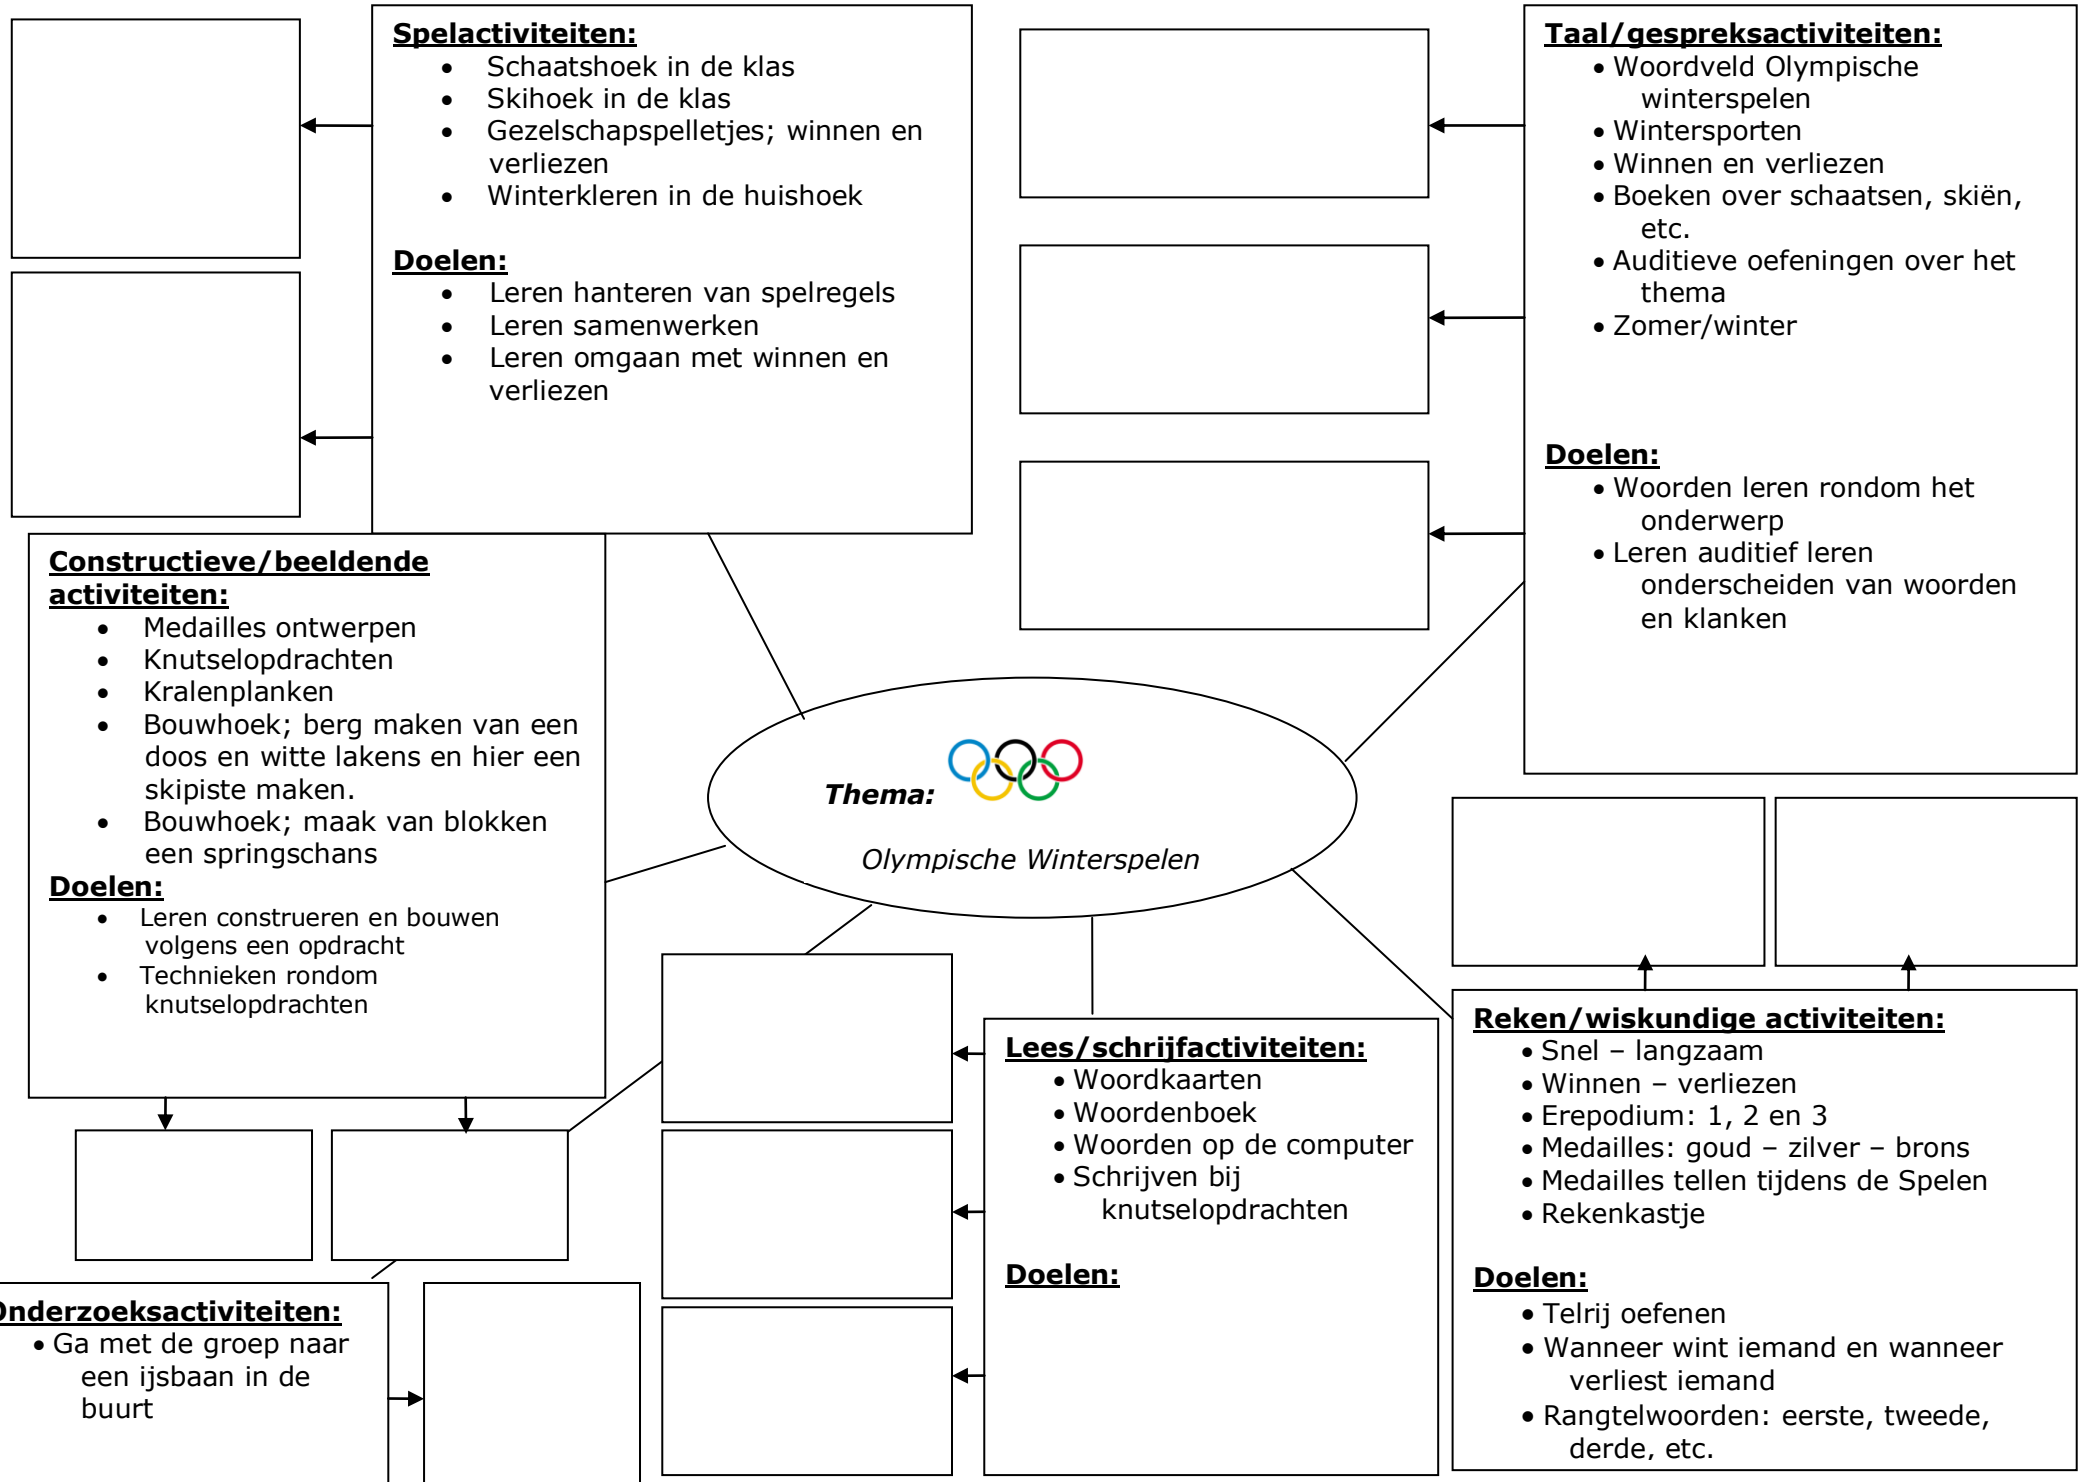 Spelactiviteiten:
• Schaatshoek in de klas
• Skihoek in de klas
• Gezelschapspelletjes; winnen en
verliezen
• Winterkleren in de huishoek
Doelen:
• Leren hanteren van spelregels
• Leren samenwerken
• Leren omgaan met winnen en
verliezen
Taal/gespreksactiviteiten:
• Woordveld Olympische
winterspelen
• Wintersporten
• Winnen en verliezen
• Boeken over schaatsen, skiën,
etc.
• Auditieve oefeningen over het
thema
• Zomer/winter
Doelen:
• Woorden leren rondom het
onderwerp
• Leren auditief leren
onderscheiden van woorden
en klanken
Constructieve/beeldende
activiteiten:
• Medailles ontwerpen
• Knutselopdrachten
• Kralenplanken
• Bouwhoek; berg maken van een
doos en witte lakens en hier een
skipiste maken.
• Bouwhoek; maak van blokken
een springschans
Doelen:
• Leren construeren en bouwen
volgens een opdracht
• Technieken rondom
knutselopdrachten
Thema:
Olympische Winterspelen
Lees/schrijfactiviteiten:
• Woordkaarten
• Woordenboek
• Woorden op de computer
• Schrijven bij
knutselopdrachten
Doelen:
Reken/wiskundige activiteiten:
• Snel – langzaam
• Winnen – verliezen
• Erepodium: 1, 2 en 3
• Medailles: goud – zilver – brons
• Medailles tellen tijdens de Spelen
• Rekenkastje
Doelen:
• Telrij oefenen
• Wanneer wint iemand en wanneer
verliest iemand
• Rangtelwoorden: eerste, tweede,
derde, etc.
Onderzoeksactiviteiten:
• Ga met de groep naar
een ijsbaan in de
buurt